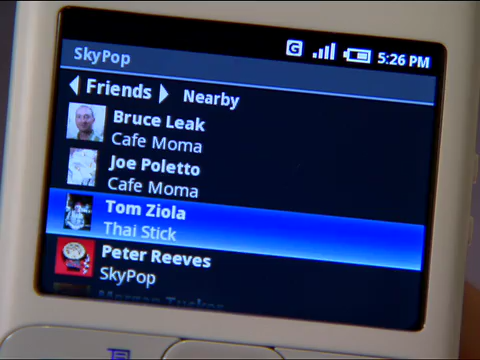 G 5:26 PM
SkyPop
Friends Nearby
Bruce Leak
Cafe Moma
Joe Poletto
Cafe Moma
Tom Ziola
Thai Stick
Peter Reeves
SkyPop